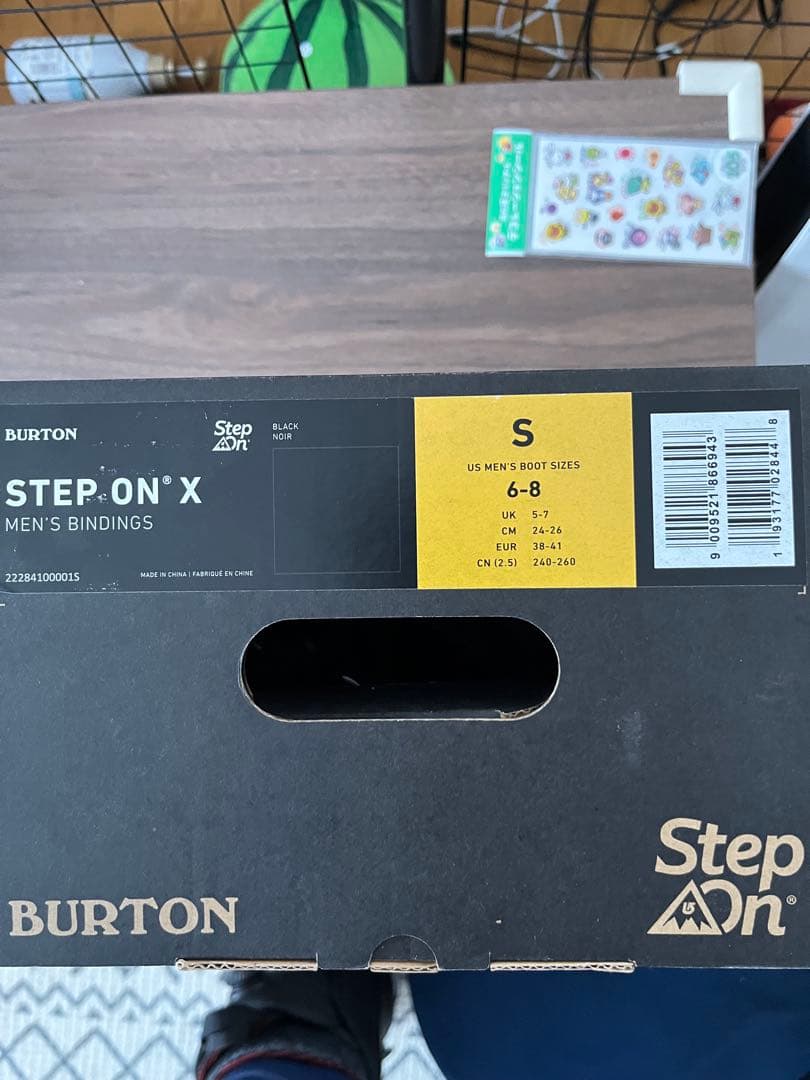 BURTON
Step On
BLACK
NOIR
STEP ON® X
MEN'S BINDINGS
22284100001S
MADE IN CHINA | FABRIQUÉ EN CHINE
S
US MEN'S BOOT SIZES
6-8
UK 5-7
CM 24-26
EUR 38-41
CN (2.5) 240-260
9 009521 866943
1 93177 02844 8
Step On®
BURTON